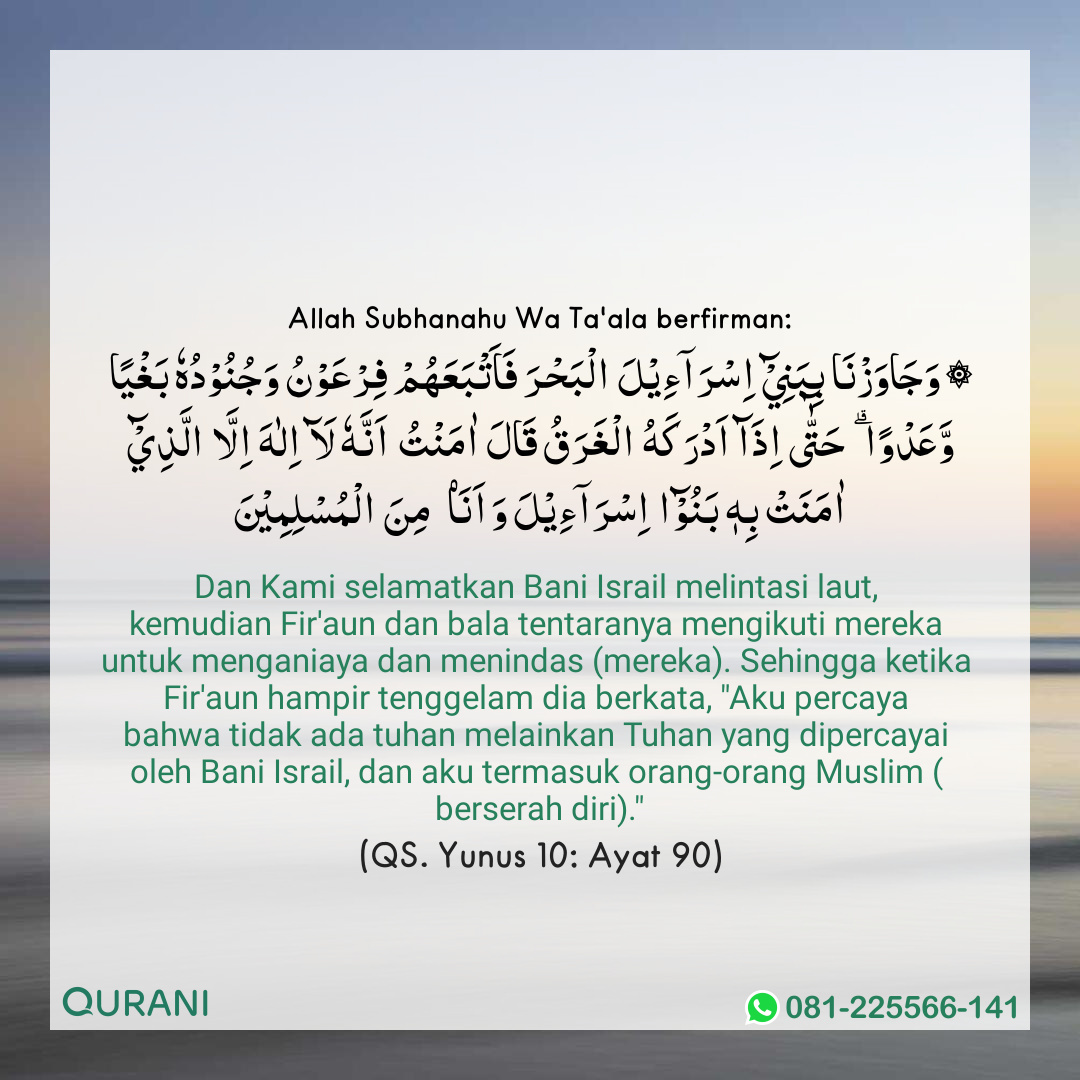 Allah Subhanahu Wa Ta'ala berfirman:
۞ وَجَاوَزْنَا بِبَنِيْٓ اِسْرَاۤءِيْلَ الْبَحْرَ فَاَتْبَعَهُمْ فِرْعَوْنُ وَجُنُوْدُهٗ بَغْيًا
وَّعَدْوًاۗ حَتّٰىٓ اِذَآ اَدْرَكَهُ الْغَرَقُ قَالَ اٰمَنْتُ اَنَّهٗ لَآ اِلٰهَ اِلَّا الَّذِيْٓ
اٰمَنَتْ بِهٖ بَنُوْٓا اِسْرَاۤءِيْلَ وَاَنَا۠ مِنَ الْمُسْلِمِيْنَ
Dan Kami selamatkan Bani Israil melintasi laut,
kemudian Fir'aun dan bala tentaranya mengikuti mereka
untuk menganiaya dan menindas (mereka). Sehingga ketika
Fir'aun hampir tenggelam dia berkata, "Aku percaya
bahwa tidak ada tuhan melainkan Tuhan yang dipercayai
oleh Bani Israil, dan aku termasuk orang-orang Muslim (
berserah diri)."
(QS. Yunus 10: Ayat 90)
QURANI
081-225566-141